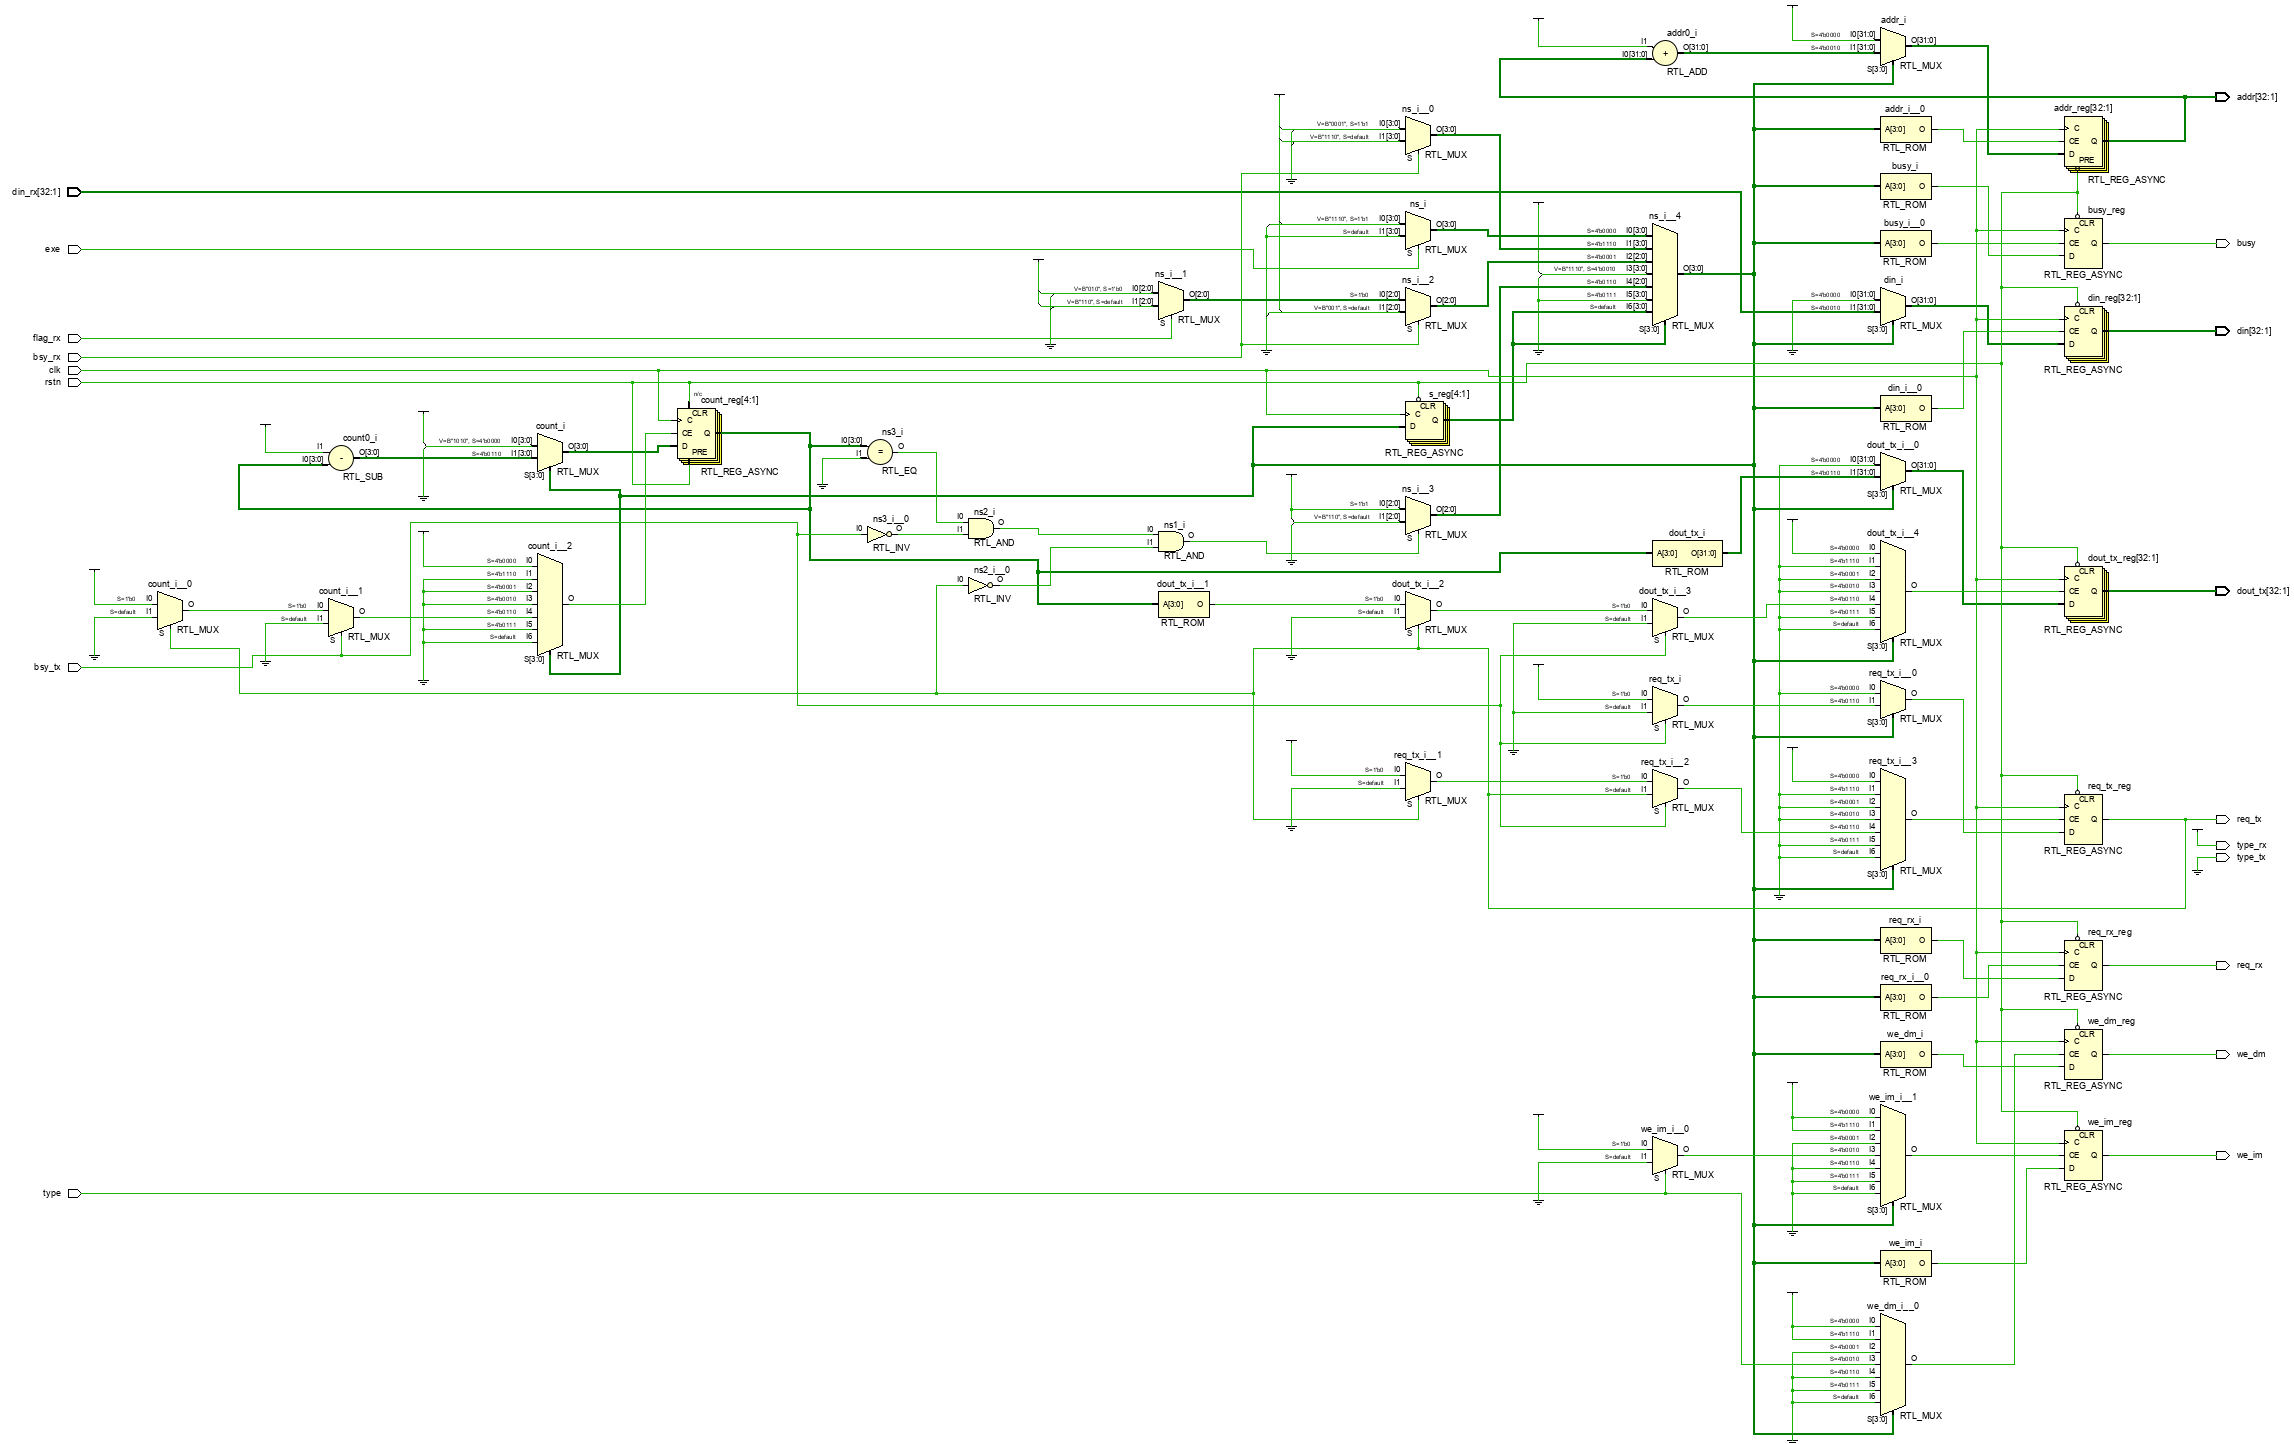 addr_i
S=4'b0000 I0[31:0]
S=4'b0010 I1[31:0]
O[31:0]
S[3:0]
RTL_MUX
addr0_i
I1
I0[31:0]
+
O[31:0]
RTL_ADD
addr[32:1]
ns_i__0
V=B"0001", S=1'b1 I0[3:0]
V=B"1110", S=default I1[3:0]
O[3:0]
S
RTL_MUX
addr_i__0
A[3:0] O
RTL_ROM
addr_reg[32:1]
C
CE Q
D
PRE
RTL_REG_ASYNC
busy_i
A[3:0] O
RTL_ROM
din_rx[32:1]
ns_i
V=B"1110", S=1'b1 I0[3:0]
S=default I1[3:0]
O[3:0]
S
RTL_MUX
busy_i__0
A[3:0] O
RTL_ROM
busy_reg
CLR
C
CE Q
D
RTL_REG_ASYNC
busy
exe
ns_i__4
S=4'b0000 I0[3:0]
S=4'b1110 I1[3:0]
S=4'b0001 I2[2:0]
V=B"1110", S=4'b0010 I3[3:0]
S=4'b0110 I4[2:0]
S=4'b0111 I5[3:0]
S=default I6[3:0]
O[3:0]
S[3:0]
RTL_MUX
ns_i__1
V=B"010", S=1'b0 I0[2:0]
V=B"110", S=default I1[2:0]
O[2:0]
S
RTL_MUX
ns_i__2
S=1'b0 I0[2:0]
V=B"001", S=default I1[2:0]
O[2:0]
S
RTL_MUX
din_i
S=4'b0000 I0[31:0]
S=4'b0010 I1[31:0]
O[31:0]
S[3:0]
RTL_MUX
din_reg[32:1]
CLR
C
CE Q
D
RTL_REG_ASYNC
din[32:1]
flag_rx
bsy_rx
clk
rstn
din_i__0
A[3:0] O
RTL_ROM
n/c
count_reg[4:1]
CLR
C
CE Q
D
PRE
RTL_REG_ASYNC
s_reg[4:1]
CLR
C
D Q
RTL_REG_ASYNC
count0_i
I1
I0[3:0]
-
O[3:0]
RTL_SUB
count_i
V=B"1010", S=4'b0000 I0[3:0]
S=4'b0110 I1[3:0]
O[3:0]
S[3:0]
RTL_MUX
ns3_i
I0[3:0]
I1
=
O
RTL_EQ
dout_tx_i__0
S=4'b0000 I0[31:0]
S=4'b0110 I1[31:0]
O[31:0]
S[3:0]
RTL_MUX
ns_i__3
S=1'b1 I0[2:0]
V=B"110", S=default I1[2:0]
O[2:0]
S
RTL_MUX
ns3_i__0
I0 O
RTL_INV
ns2_i
I0
I1
O
RTL_AND
ns1_i
I0
I1
O
RTL_AND
ns2_i__0
I0 O
RTL_INV
dout_tx_i
A[3:0] O[31:0]
RTL_ROM
dout_tx_i__4
S=4'b0000 I0
S=4'b1110 I1
S=4'b0001 I2
S=4'b0010 I3
S=4'b0110 I4
S=4'b0111 I5
S=default I6
O
S[3:0]
RTL_MUX
dout_tx_reg[32:1]
CLR
C
CE Q
D
RTL_REG_ASYNC
dout_tx[32:1]
count_i__2
S=4'b0000 I0
S=4'b1110 I1
S=4'b0001 I2
S=4'b0010 I3
S=4'b0110 I4
S=4'b0111 I5
S=default I6
O
S[3:0]
RTL_MUX
count_i__0
S=1'b0 I0
S=default I1
O
S
RTL_MUX
count_i__1
S=1'b0 I0
S=default I1
O
S
RTL_MUX
dout_tx_i__1
A[3:0] O
RTL_ROM
dout_tx_i__2
S=1'b0 I0
S=default I1
O
S
RTL_MUX
dout_tx_i__3
S=1'b0 I0
S=default I1
O
S
RTL_MUX
bsy_tx
req_tx_i
S=1'b0 I0
S=default I1
O
S
RTL_MUX
req_tx_i__0
S=4'b0000 I0
S=4'b0110 I1
O
S[3:0]
RTL_MUX
req_tx_i__1
S=1'b0 I0
S=default I1
O
S
RTL_MUX
req_tx_i__2
S=1'b0 I0
S=default I1
O
S
RTL_MUX
req_tx_i__3
S=4'b0000 I0
S=4'b1110 I1
S=4'b0001 I2
S=4'b0010 I3
S=4'b0110 I4
S=4'b0111 I5
S=default I6
O
S[3:0]
RTL_MUX
req_tx_reg
CLR
C
CE Q
D
RTL_REG_ASYNC
req_tx
type_rx
type_tx
req_rx_i
A[3:0] O
RTL_ROM
req_rx_reg
CLR
C
CE Q
D
RTL_REG_ASYNC
req_rx
req_rx_i__0
A[3:0] O
RTL_ROM
we_dm_i
A[3:0] O
RTL_ROM
we_dm_reg
CLR
C
CE Q
D
RTL_REG_ASYNC
we_dm
we_im_i__1
S=4'b0000 I0
S=4'b1110 I1
S=4'b0001 I2
S=4'b0010 I3
S=4'b0110 I4
S=4'b0111 I5
S=default I6
O
S[3:0]
RTL_MUX
we_im_i__0
S=1'b0 I0
S=default I1
O
S
RTL_MUX
we_im_reg
CLR
C
CE Q
D
RTL_REG_ASYNC
we_im
type
we_im_i
A[3:0] O
RTL_ROM
we_dm_i__0
S=4'b0000 I0
S=4'b1110 I1
S=4'b0001 I2
S=4'b0010 I3
S=4'b0110 I4
S=4'b0111 I5
S=default I6
O
S[3:0]
RTL_MUX